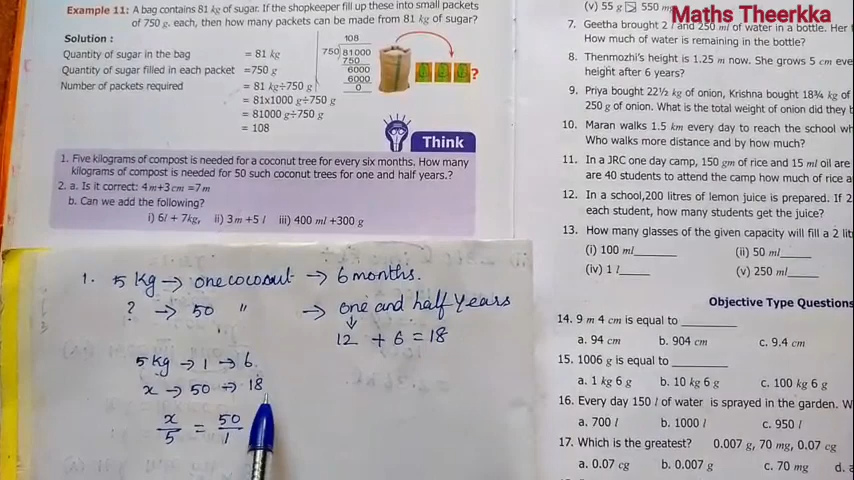 Example 11: A bag contains 81 kg of sugar. If the shopkeeper fill up these into small packets
of 750 g. each, then how many packets can be made from 81 kg of sugar?
Solution :
Quantity of sugar in the bag = 81 kg
Quantity of sugar filled in each packet =750 g
Number of packets required = 81 kg÷750 g
= 81x1000 g÷750 g
= 81000 g÷750 g
= 108
108
750 81000
750
6000
6000
0
?
Think
1. Five kilograms of compost is needed for a coconut tree for every six months. How many
kilograms of compost is needed for 50 such coconut trees for one and half years.?
2. a. Is it correct: 4m+3cm =7m
b. Can we add the following?
i) 6l + 7kg, ii) 3m +5 l iii) 400 ml +300 g
1. 5 kg → one coconut → 6 months.
? → 50 " → one and half years
12 + 6 = 18
5 kg → 1 → 6.
x → 50 → 18
x/5 = 50/1
Maths Theerkka
(v) 55 g 550 mg
7. Geetha brought 2 l and 250 ml of water in a bottle. Her
How much of water is remaining in the bottle?
8. Thenmozhi's height is 1.25 m now. She grows 5 cm eve
height after 6 years?
9. Priya bought 22½ kg of onion, Krishna bought 18¾ kg of
250 g of onion. What is the total weight of onion did they b
10. Maran walks 1.5 km every day to reach the school wh
Who walks more distance and by how much?
11. In a JRC one day camp, 150 gm of rice and 15 ml oil are
are 40 students to attend the camp how much of rice a
12. In a school,200 litres of lemon juice is prepared. If 2
each student, how many students get the juice?
13. How many glasses of the given capacity will fill a 2 lit
(i) 100 ml______ (ii) 50 ml______
(iv) 1 l______ (v) 250 ml______
Objective Type Questions
14. 9 m 4 cm is equal to ________
a. 94 cm b. 904 cm c. 9.4 cm
15. 1006 g is equal to ________
a. 1 kg 6 g b. 10 kg 6 g c. 100 kg 6 g
16. Every day 150 l of water is sprayed in the garden. W
a. 700 l b. 1000 l c. 950 l
17. Which is the greatest? 0.007 g, 70 mg, 0.07 cg
a. 0.07 cg b. 0.007 g c. 70 mg d.